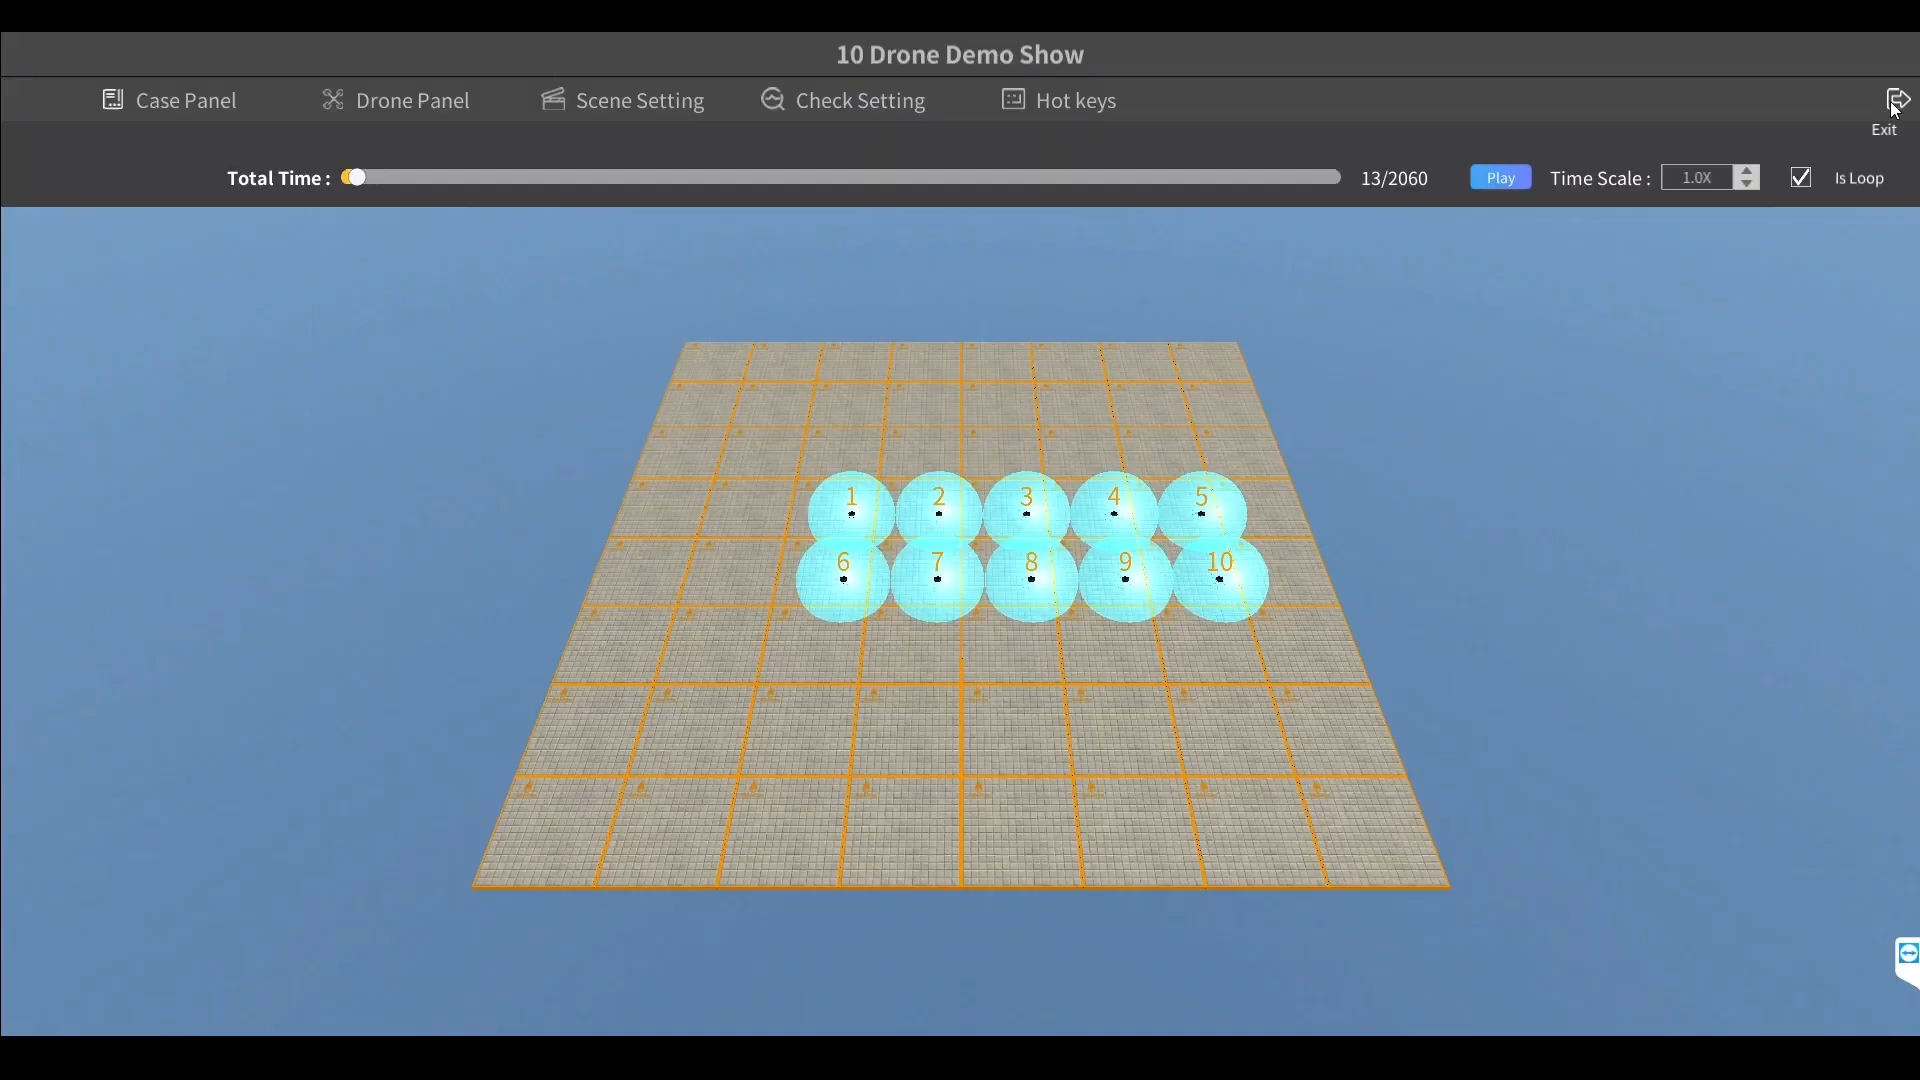 10 Drone Demo Show
Case Panel
Drone Panel
Scene Setting
Check Setting
Hot keys
Exit
Total Time :
13/2060
Play
Time Scale :
1.0X
Is Loop
1
2
3
4
5
6
7
8
9
10